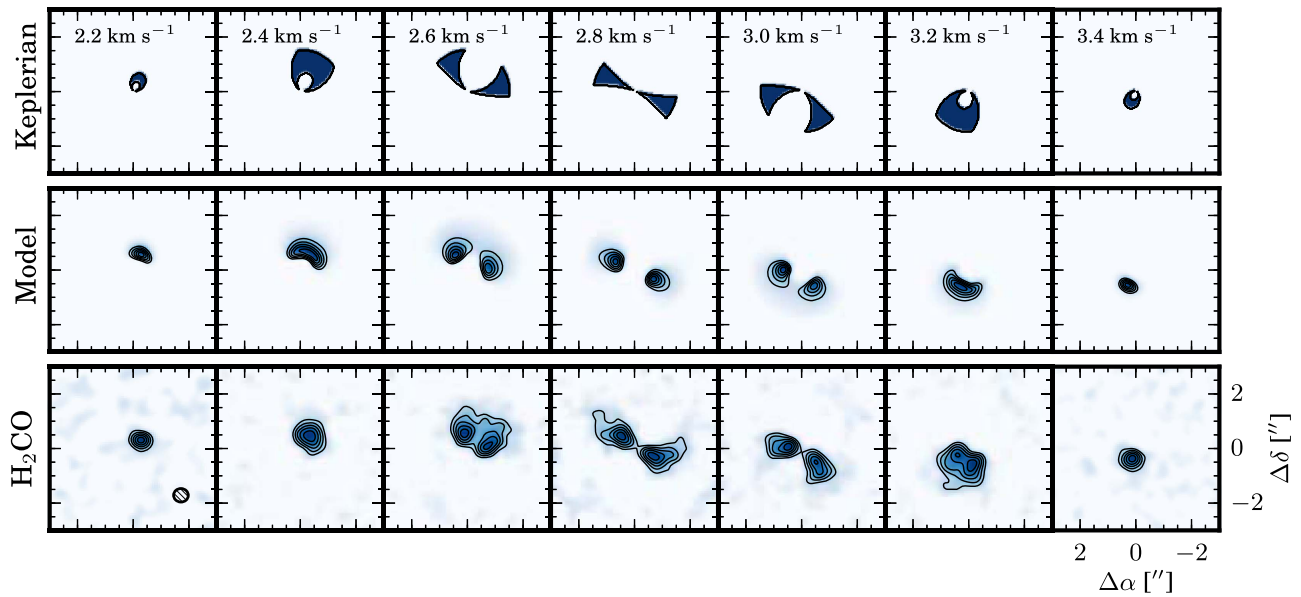 Keplerian
2.2 km s⁻¹
2.4 km s⁻¹
2.6 km s⁻¹
2.8 km s⁻¹
3.0 km s⁻¹
3.2 km s⁻¹
3.4 km s⁻¹
Model
H₂CO
2
0
−2
Δδ [″]
2 0 −2
Δα [″]